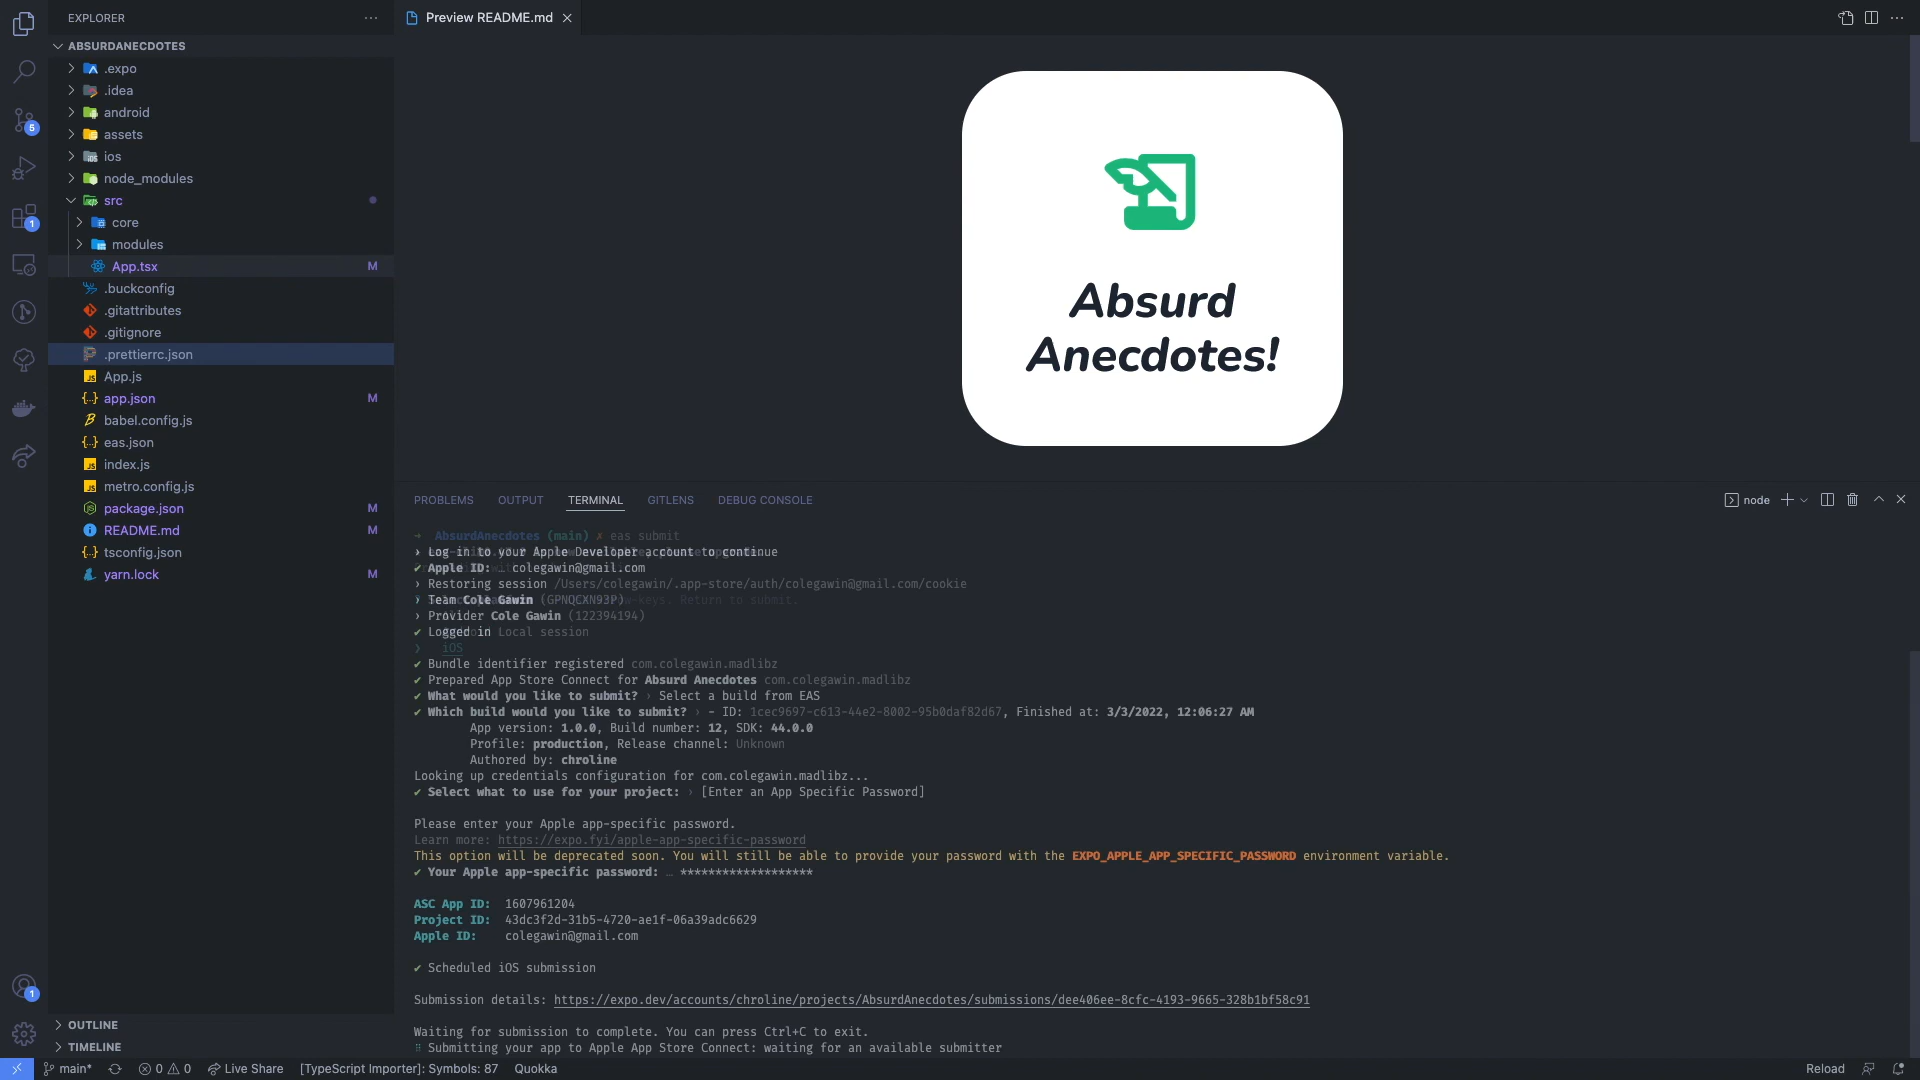 EXPLORER
ABSURDANECDOTES
.expo
.idea
android
assets
ios
node_modules
src
core
modules
App.tsx M
.buckconfig
.gitattributes
.gitignore
.prettierrc.json
App.js
app.json M
babel.config.js
eas.json
index.js
metro.config.js
package.json M
README.md M
tsconfig.json
yarn.lock M
OUTLINE
TIMELINE
5
1
1
Preview README.md
Absurd
Anecdotes!
PROBLEMS OUTPUT TERMINAL GITLENS DEBUG CONSOLE
node
→ AbsurdAnecdotes (main) ✗ eas submit
› Log in to your Apple Developer account to continue
✔ Apple ID: … colegawin@gmail.com
› Restoring session /Users/colegawin/.app-store/auth/colegawin@gmail.com/cookie
› Team Cole Gawin (GPNQCXN93P) -keys. Return to submit.
› Provider Cole Gawin (122394194)
✔ Logged in Local session
❯ iOS
✔ Bundle identifier registered com.colegawin.madlibz
✔ Prepared App Store Connect for Absurd Anecdotes com.colegawin.madlibz
✔ What would you like to submit? › Select a build from EAS
✔ Which build would you like to submit? › - ID: 1cec9697-c613-44e2-8002-95b0daf82d67, Finished at: 3/3/2022, 12:06:27 AM
App version: 1.0.0, Build number: 12, SDK: 44.0.0
Profile: production, Release channel: Unknown
Authored by: chroline
Looking up credentials configuration for com.colegawin.madlibz...
✔ Select what to use for your project: › [Enter an App Specific Password]
Please enter your Apple app-specific password.
Learn more: https://expo.fyi/apple-app-specific-password
This option will be deprecated soon. You will still be able to provide your password with the EXPO_APPLE_APP_SPECIFIC_PASSWORD environment variable.
✔ Your Apple app-specific password: … *******************
ASC App ID: 1607961204
Project ID: 43dc3f2d-31b5-4720-ae1f-06a39adc6629
Apple ID: colegawin@gmail.com
✔ Scheduled iOS submission
Submission details: https://expo.dev/accounts/chroline/projects/AbsurdAnecdotes/submissions/dee406ee-8cfc-4193-9665-328b1bf58c91
Waiting for submission to complete. You can press Ctrl+C to exit.
⠿ Submitting your app to Apple App Store Connect: waiting for an available submitter
main* 0 0 Live Share [TypeScript Importer]: Symbols: 87 Quokka Reload